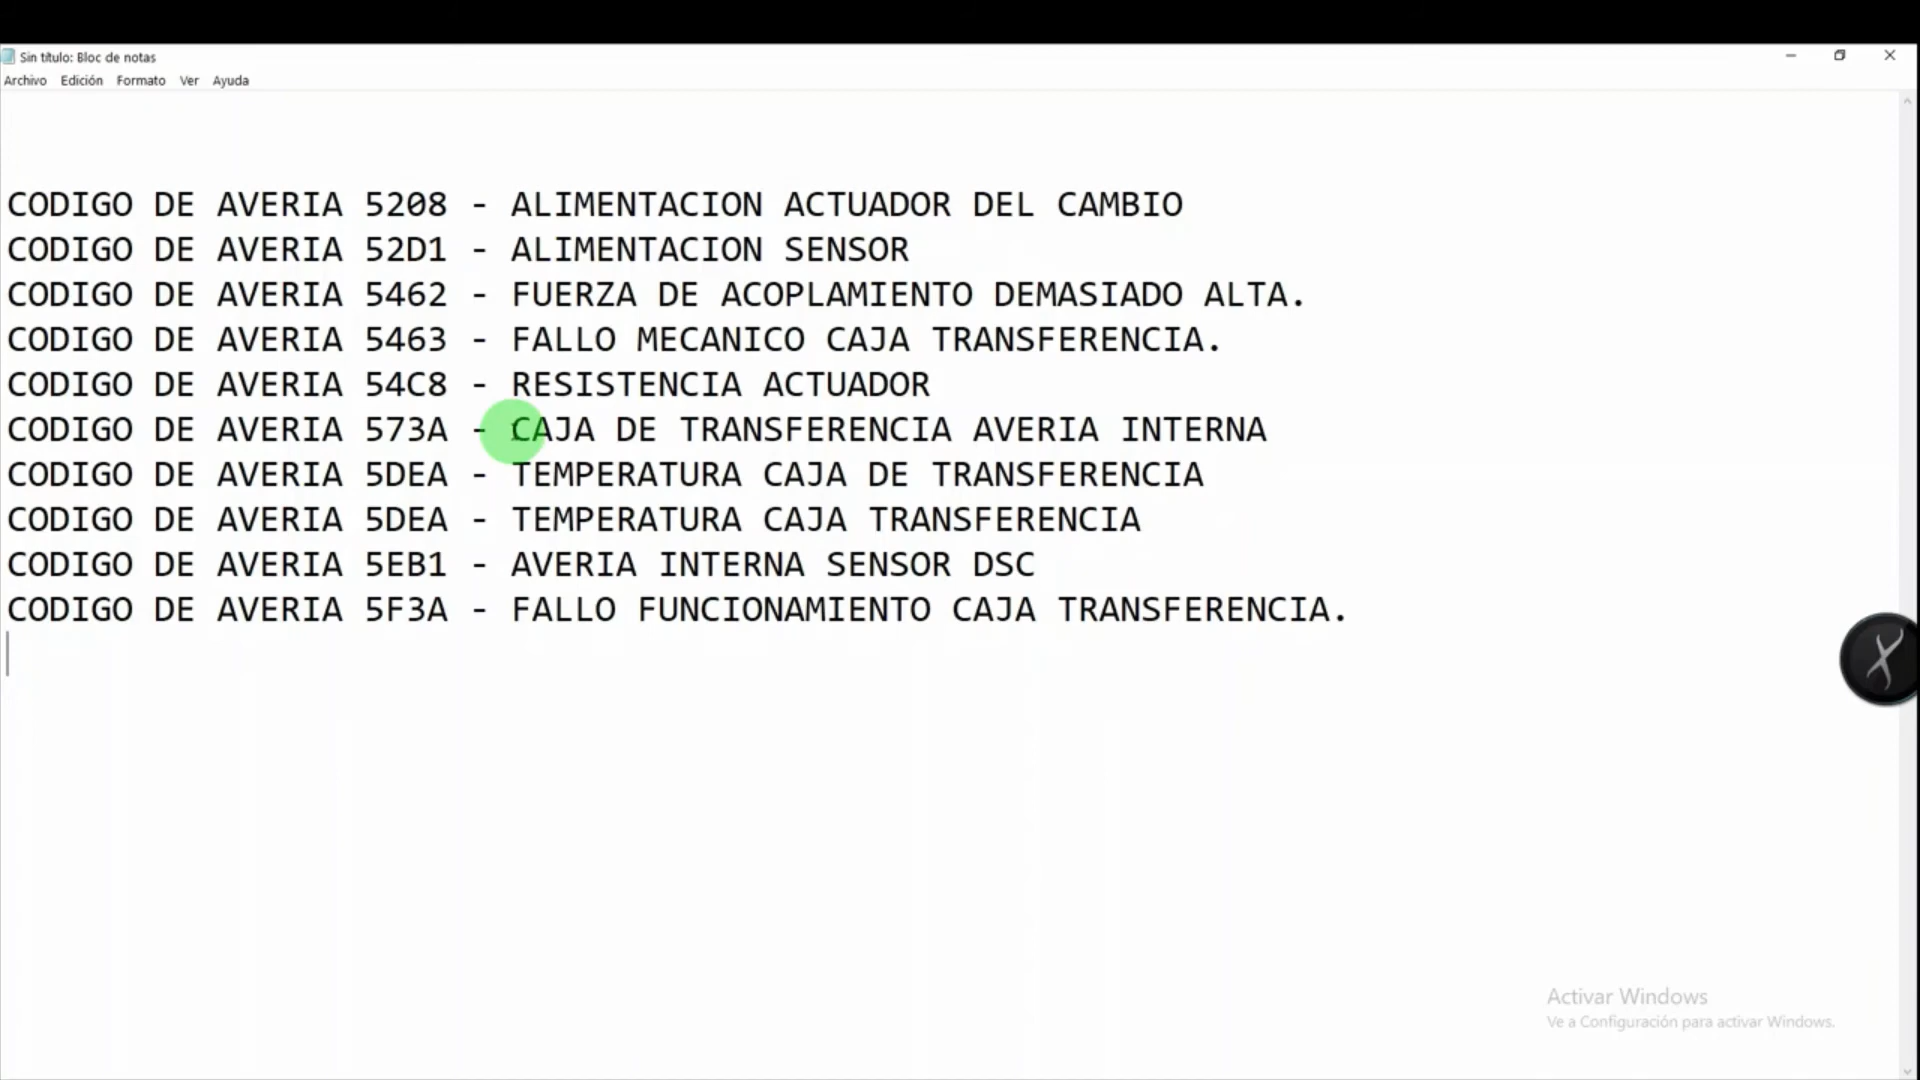 Sin título: Bloc de notas
Archivo Edición Formato Ver Ayuda
CODIGO DE AVERIA 5208 - ALIMENTACION ACTUADOR DEL CAMBIO
CODIGO DE AVERIA 52D1 - ALIMENTACION SENSOR
CODIGO DE AVERIA 5462 - FUERZA DE ACOPLAMIENTO DEMASIADO ALTA.
CODIGO DE AVERIA 5463 - FALLO MECANICO CAJA TRANSFERENCIA.
CODIGO DE AVERIA 54C8 - RESISTENCIA ACTUADOR
CODIGO DE AVERIA 573A - CAJA DE TRANSFERENCIA AVERIA INTERNA
CODIGO DE AVERIA 5DEA - TEMPERATURA CAJA DE TRANSFERENCIA
CODIGO DE AVERIA 5DEA - TEMPERATURA CAJA TRANSFERENCIA
CODIGO DE AVERIA 5EB1 - AVERIA INTERNA SENSOR DSC
CODIGO DE AVERIA 5F3A - FALLO FUNCIONAMIENTO CAJA TRANSFERENCIA.
Activar Windows
Ve a Configuración para activar Windows.